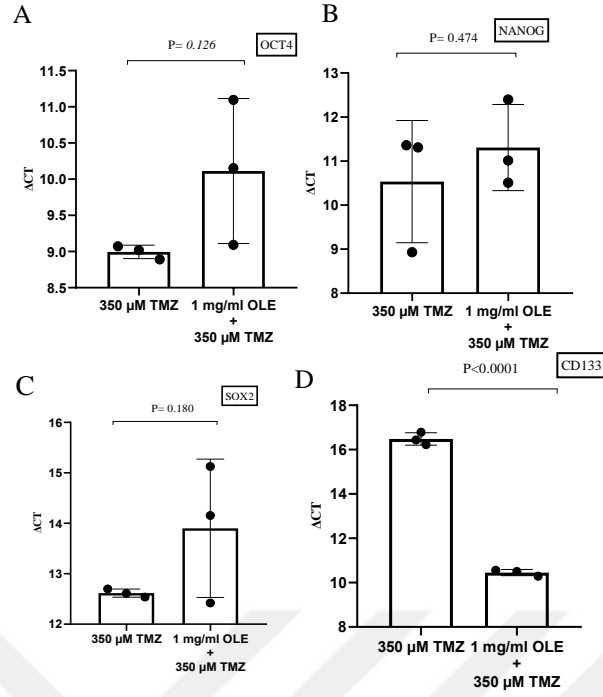 A
P= 0.126
OCT4
ΔCT
11.5
11.0
10.5
10.0
9.5
9.0
8.5
350 µM TMZ
1 mg/ml OLE
+
350 µM TMZ
B
P= 0.474
NANOG
ΔCT
13
12
11
10
9
8
350 µM TMZ
1 mg/ml OLE
+
350 µM TMZ
C
P= 0.180
SOX2
ΔCT
16
15
14
13
12
350 µM TMZ
1 mg/ml OLE
+
350 µM TMZ
D
P<0.0001
CD133
ΔCT
18
16
14
12
10
8
350 µM TMZ
1 mg/ml OLE
+
350 µM TMZ